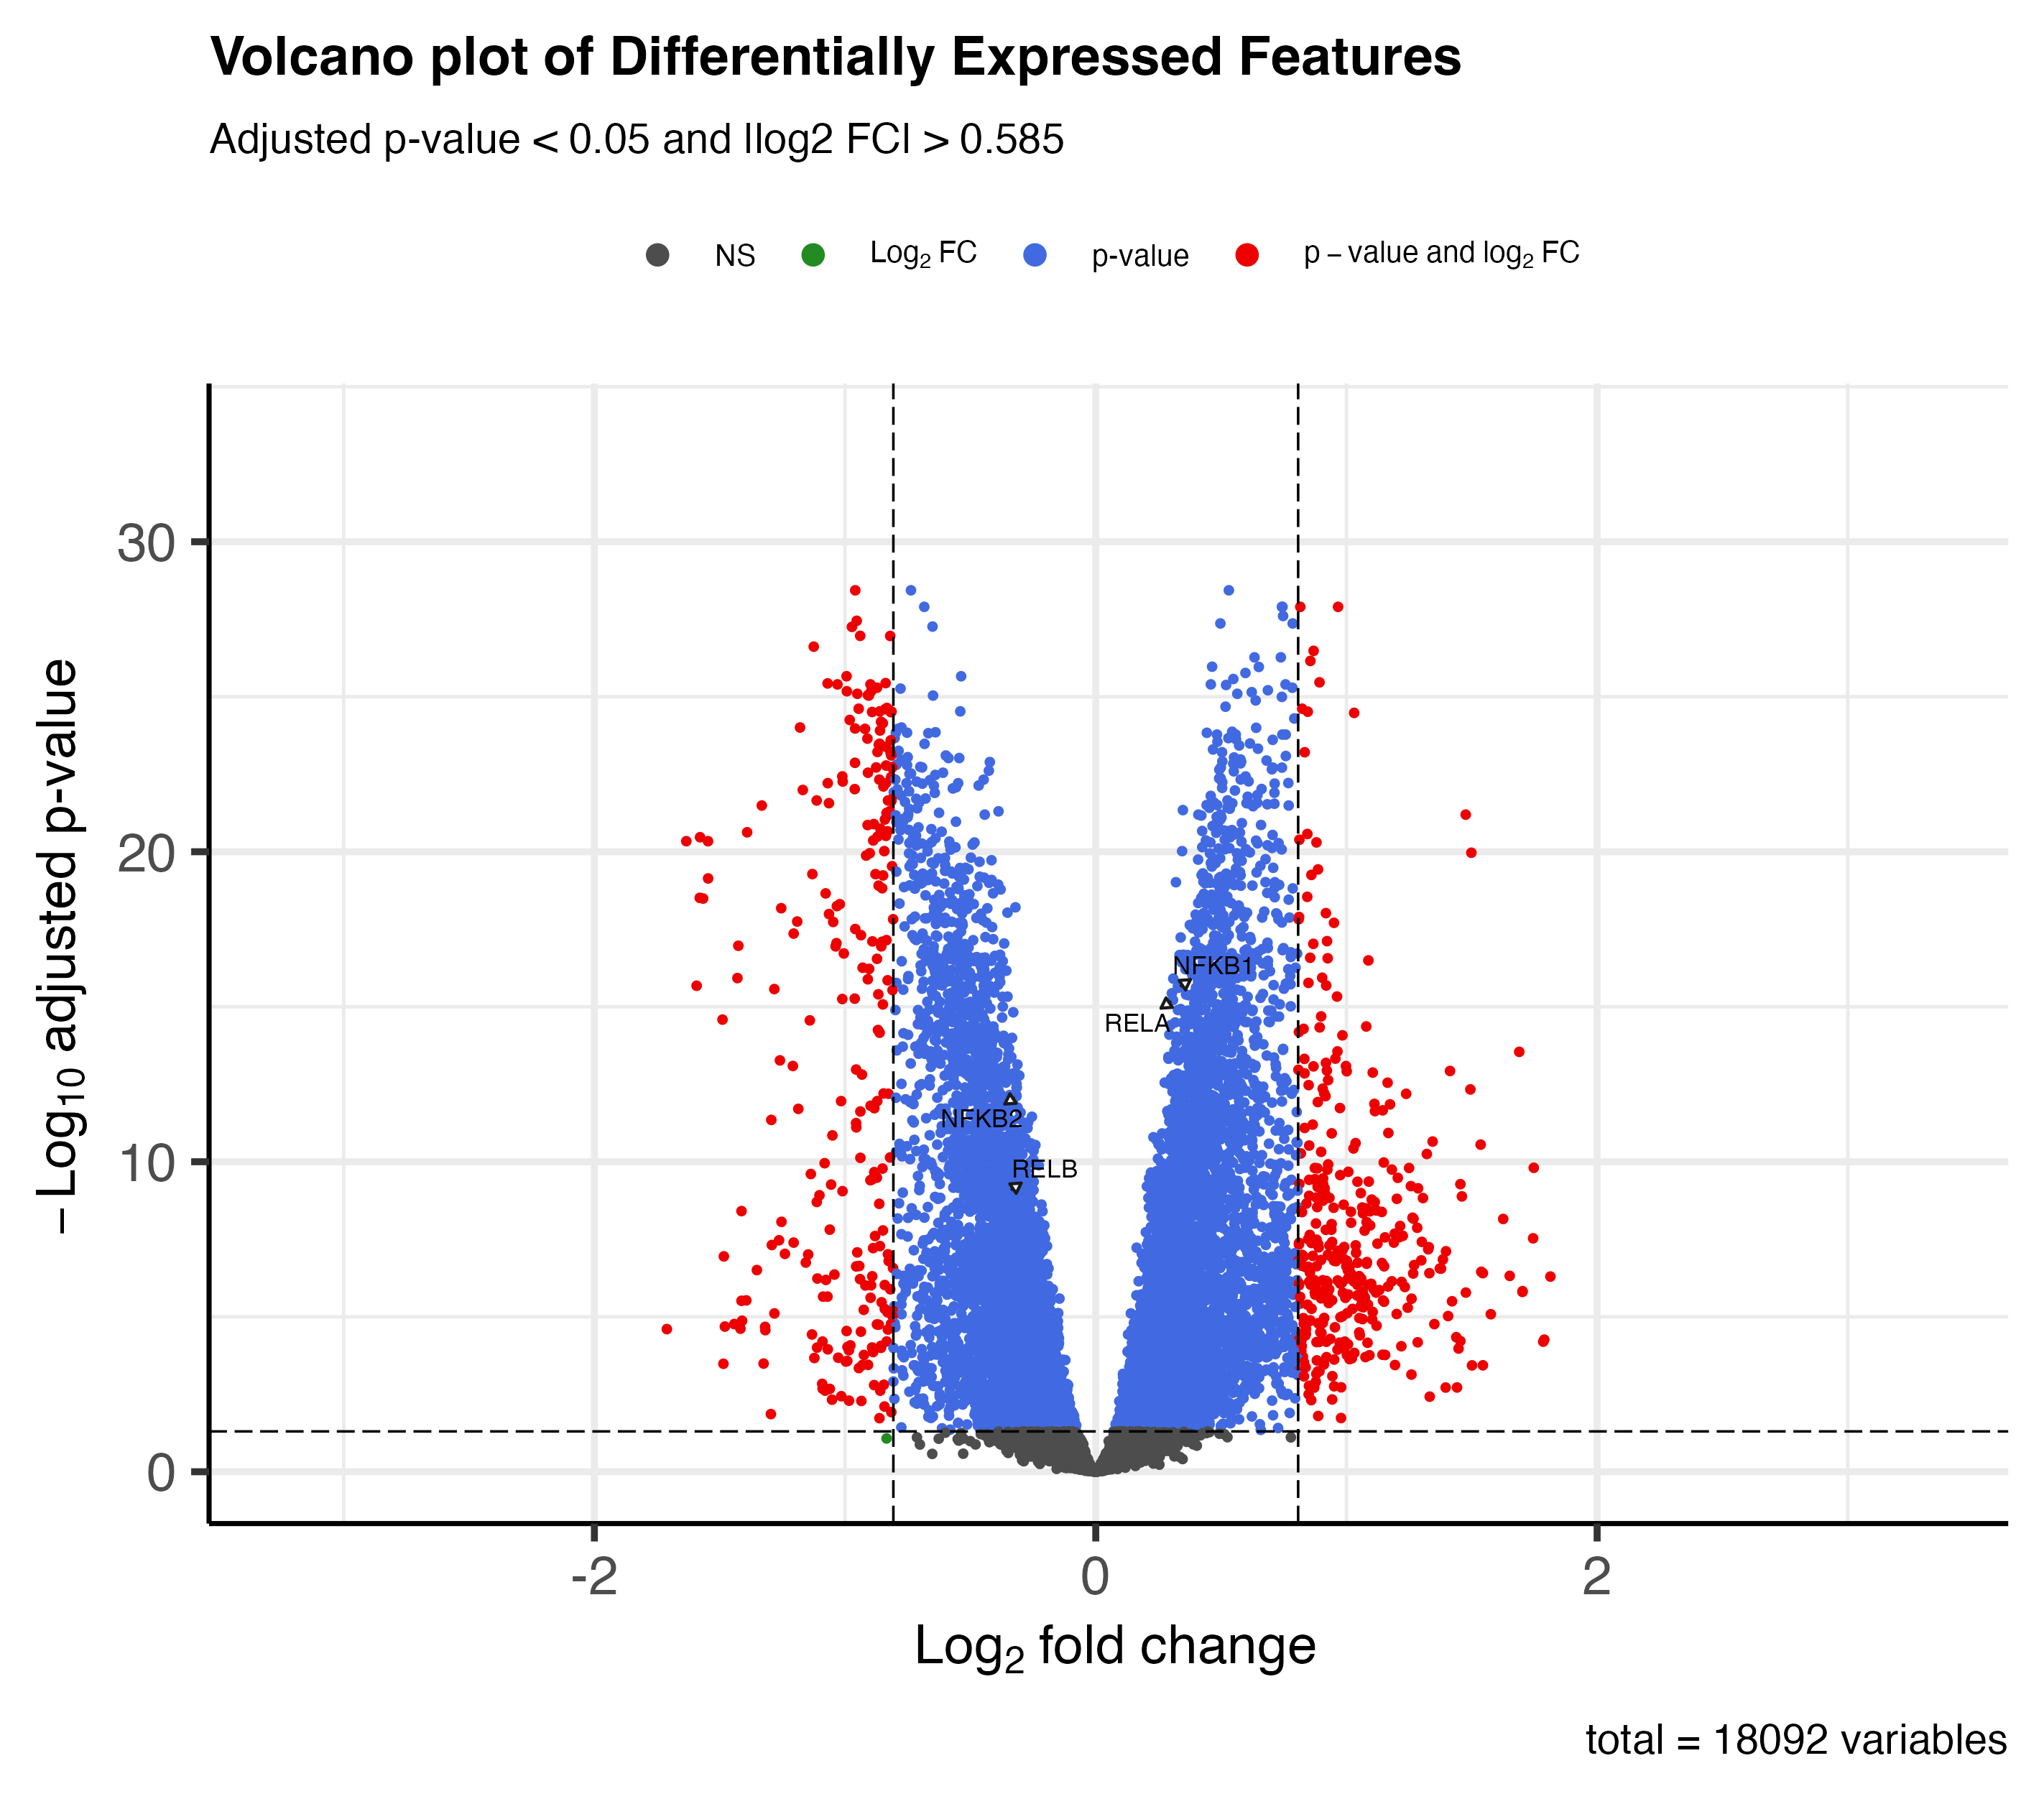 Volcano plot of Differentially Expressed Features
Adjusted p-value < 0.05 and |log2 FC| > 0.585
NS
Log2 FC
p-value
p – value and log2 FC
– Log10 adjusted p-value
30
20
10
0
NFKB1
RELA
NFKB2
RELB
-2
0
2
Log2 fold change
total = 18092 variables